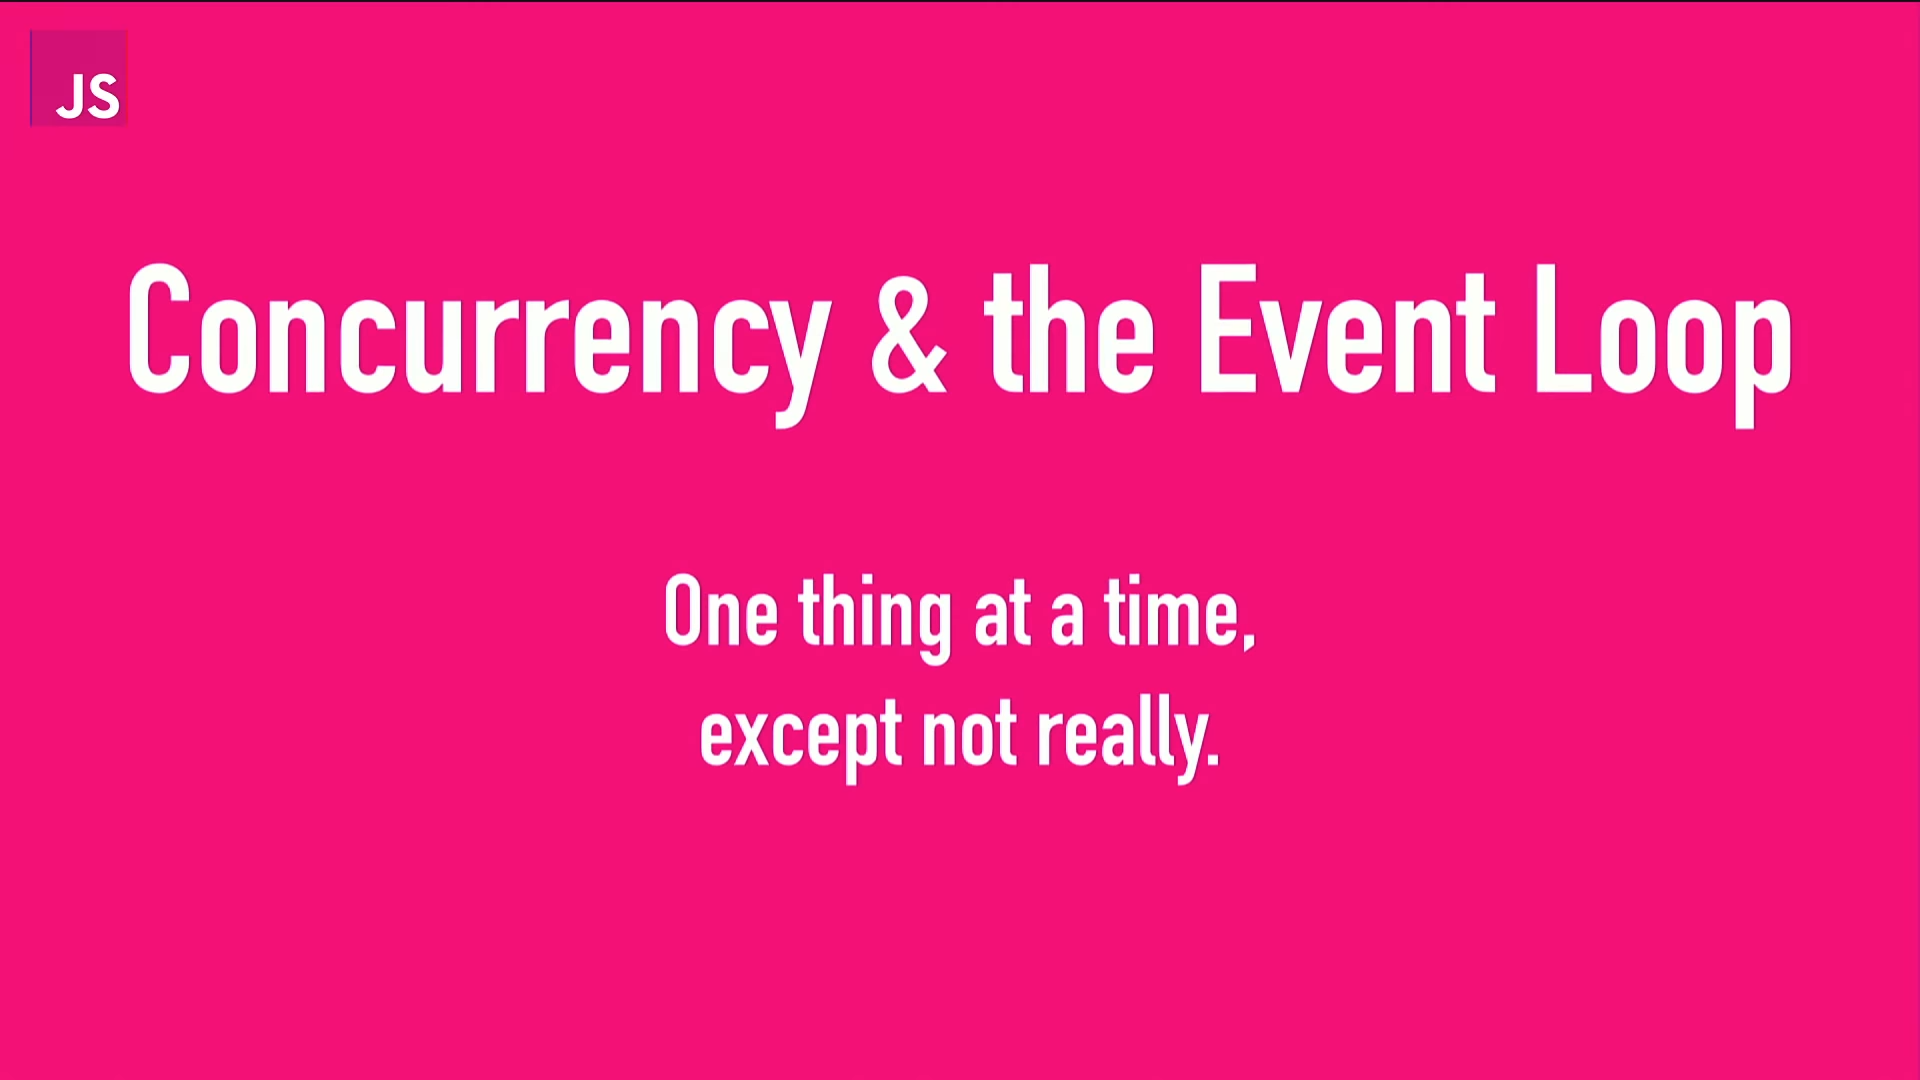 JS
Concurrency & the Event Loop
One thing at a time,
except not really.